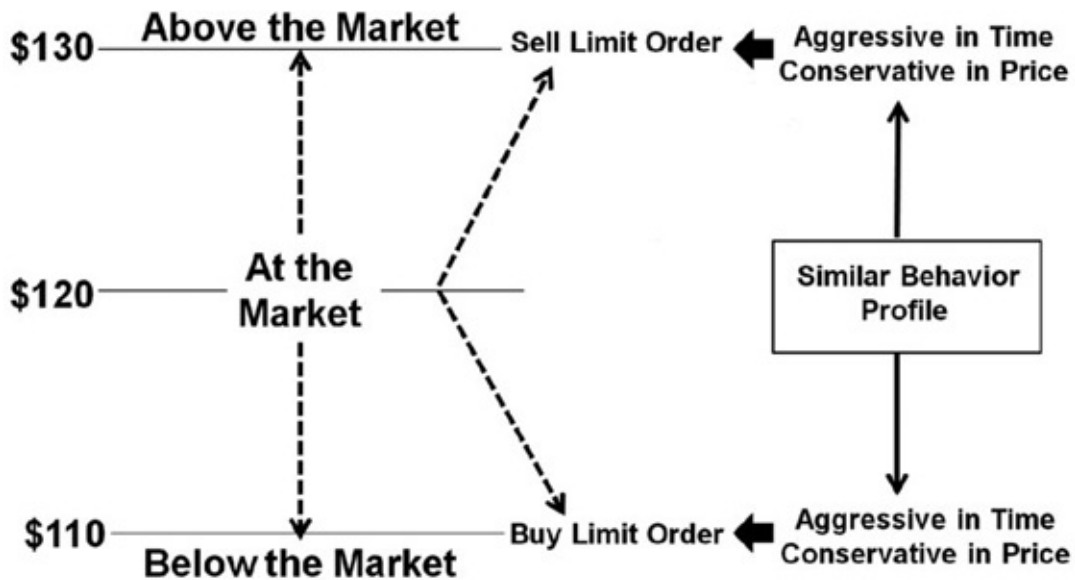 Above the Market
$130
Sell Limit Order
Aggressive in Time
Conservative in Price
$120
At the
Market
Similar Behavior
Profile
$110
Buy Limit Order
Aggressive in Time
Conservative in Price
Below the Market